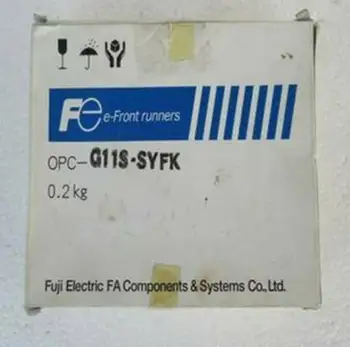 Fe e-Front runners
OPC-G11S-SYFK
0.2kg
Fuji Electric FA Components & Systems Co., Ltd.